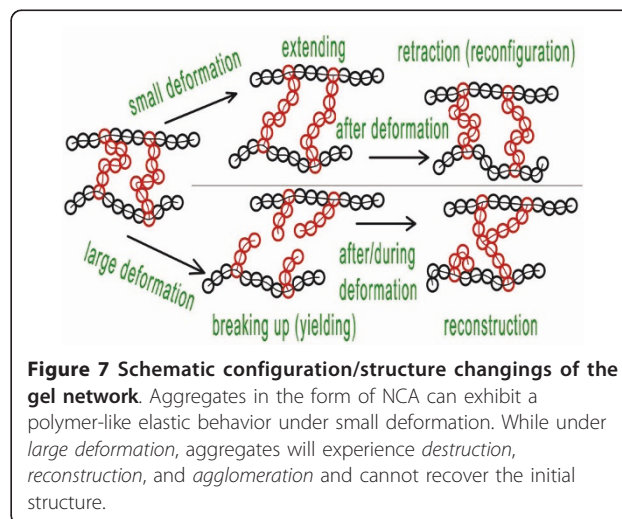 extending
retraction (reconfiguration)
small deformation
after deformation
large deformation
after/during
deformation
breaking up (yielding)
reconstruction
Figure 7 Schematic configuration/structure changings of the
gel network. Aggregates in the form of NCA can exhibit a
polymer-like elastic behavior under small deformation. While under
large deformation, aggregates will experience destruction,
reconstruction, and agglomeration and cannot recover the initial
structure.